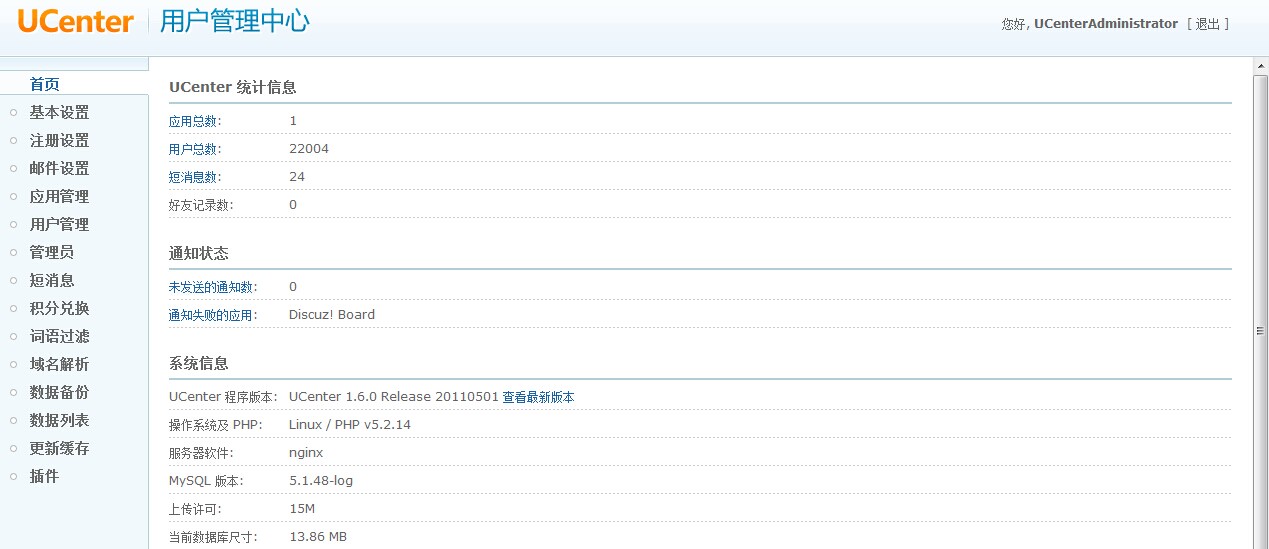 UCenter 用户管理中心
您好, UCenterAdministrator [ 退出 ]
首页
基本设置
注册设置
邮件设置
应用管理
用户管理
管理员
短消息
积分兑换
词语过滤
域名解析
数据备份
数据列表
更新缓存
插件
UCenter 统计信息
应用总数: 1
用户总数: 22004
短消息数: 24
好友记录数: 0
通知状态
未发送的通知数: 0
通知失败的应用: Discuz! Board
系统信息
UCenter 程序版本: UCenter 1.6.0 Release 20110501 查看最新版本
操作系统及 PHP: Linux / PHP v5.2.14
服务器软件: nginx
MySQL 版本: 5.1.48-log
上传许可: 15M
当前数据库尺寸: 13.86 MB